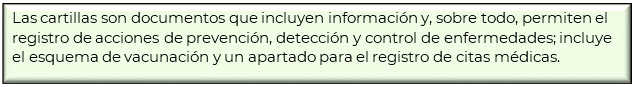 Las cartillas son documentos que incluyen información y, sobre todo, permiten el
registro de acciones de prevención, detección y control de enfermedades; incluye
el esquema de vacunación y un apartado para el registro de citas médicas.